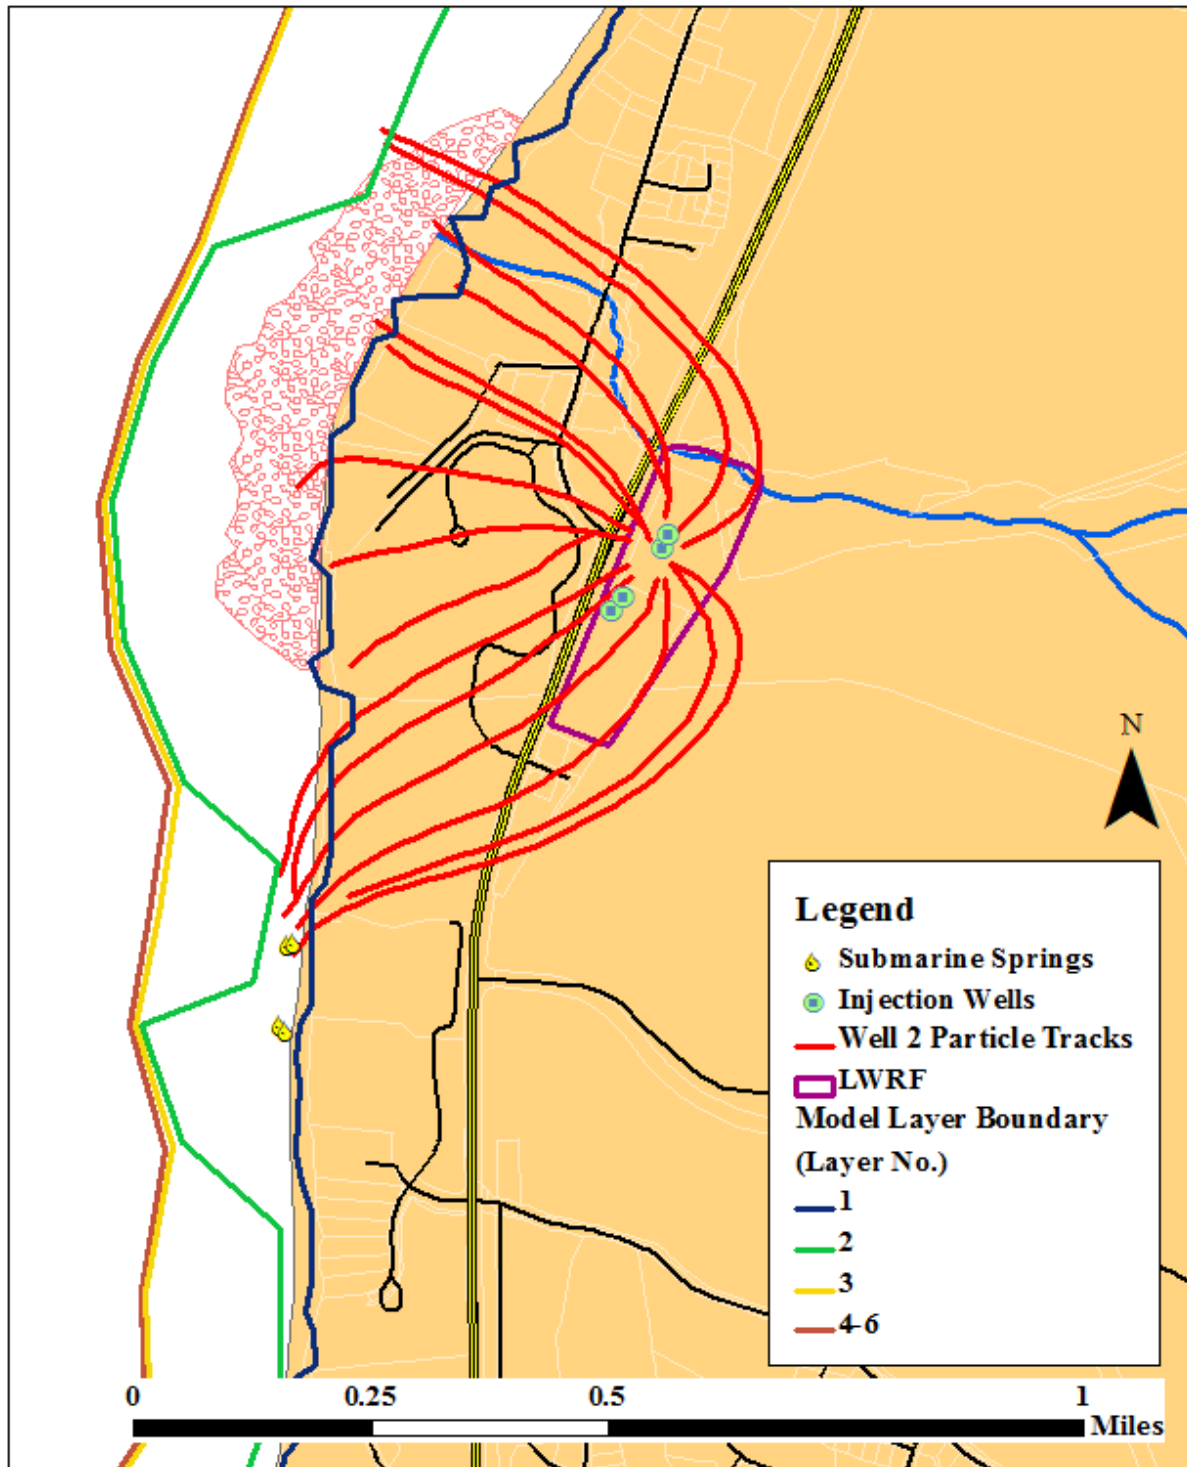 N
Legend
Submarine Springs
Injection Wells
Well 2 Particle Tracks
LWRF
Model Layer Boundary
(Layer No.)
1
2
3
4-6
0 0.25 0.5 1
Miles